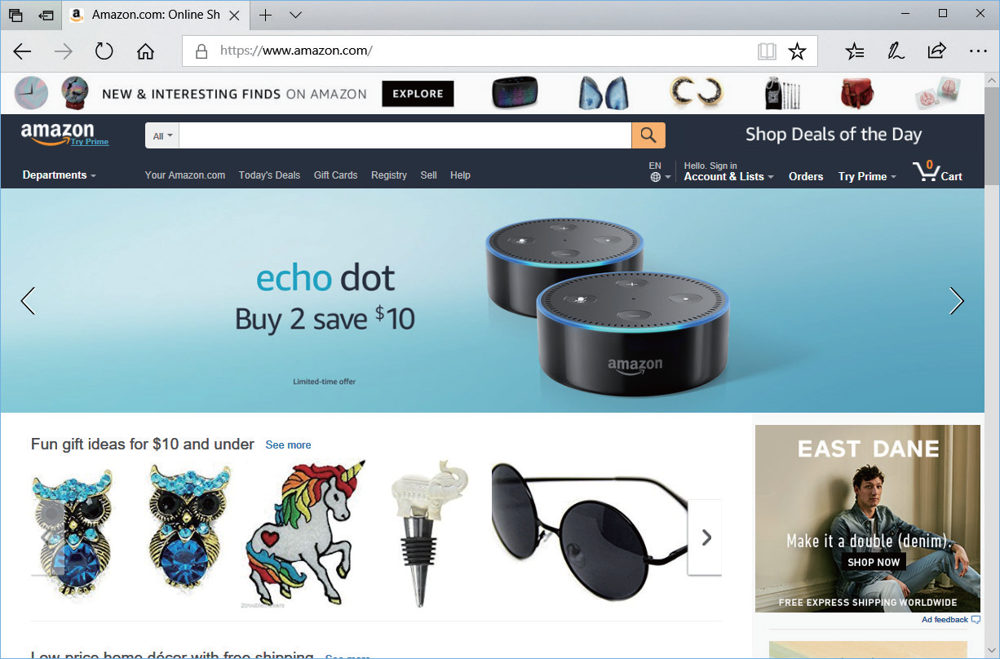 Amazon.com: Online Sh
https://www.amazon.com/
NEW & INTERESTING FINDS ON AMAZON EXPLORE
amazon
Try Prime
All
Shop Deals of the Day
Departments
Your Amazon.com Today's Deals Gift Cards Registry Sell Help
EN
Hello. Sign in
Account & Lists
Orders
Try Prime
0
Cart
echo dot
Buy 2 save $10
Limited-time offer
amazon
Fun gift ideas for $10 and under See more
EAST DANE
Make it a double (denim).
SHOP NOW
FREE EXPRESS SHIPPING WORLDWIDE
Ad feedback
Low-price home décor with free shipping See more